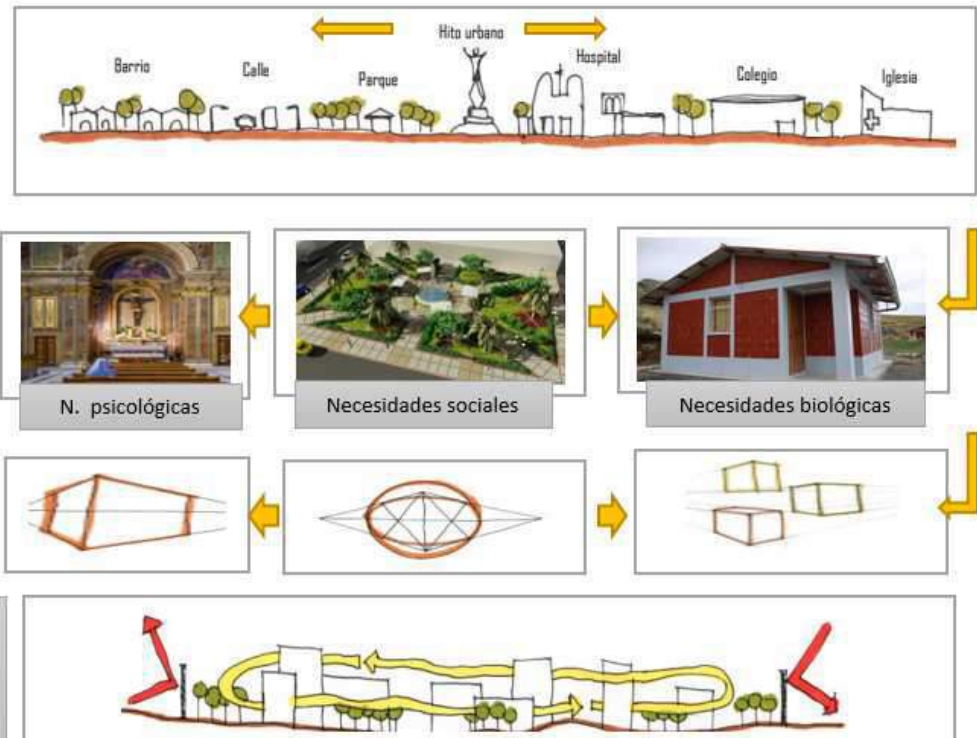 Hito urbano
Barrio
Calle
Parque
Hospital
Colegio
Iglesia
N. psicológicas
Necesidades sociales
Necesidades biológicas